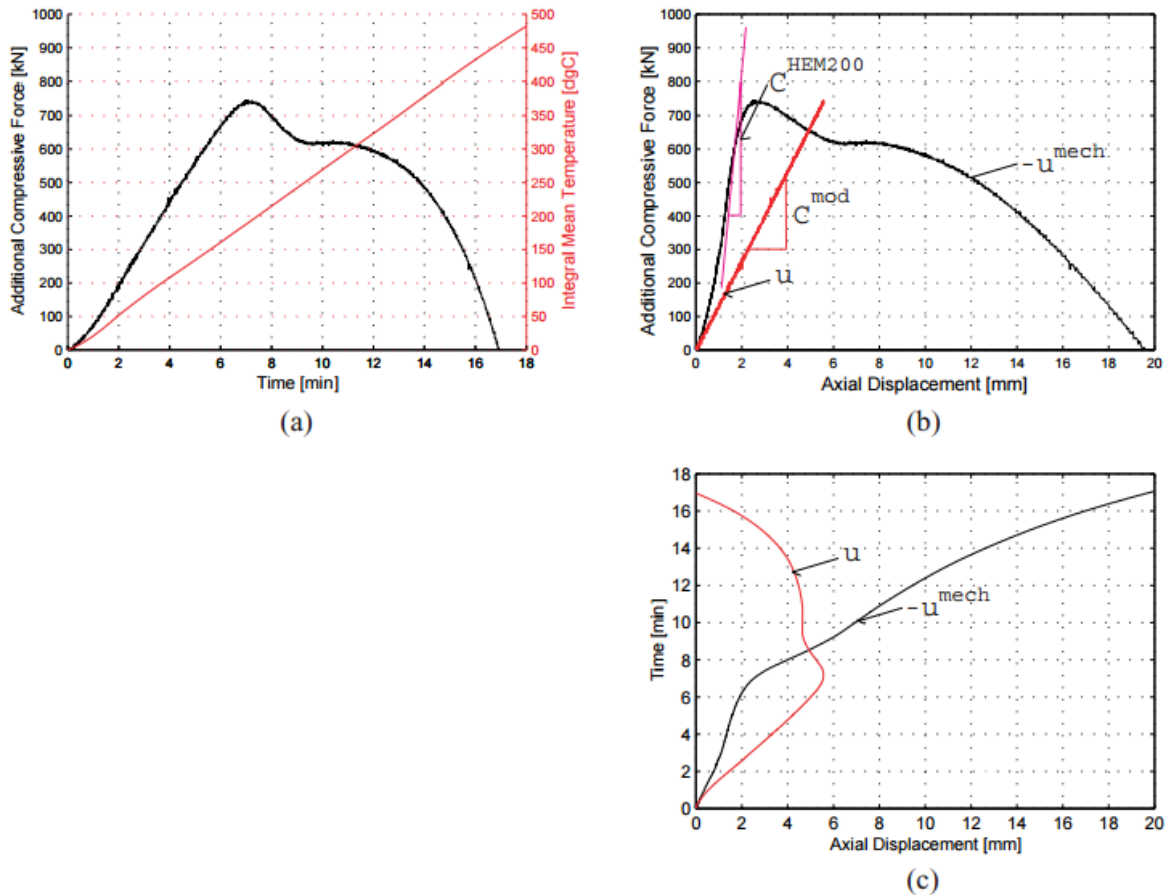 1000
900
800
700
600
500
400
300
200
100
0
Additional Compressive Force [kN]
500
450
400
350
300
250
200
150
100
50
0
Integral Mean Temperature [dgC]
0 2 4 6 8 10 12 14 16 18
Time [min]
(a)
1000
900
800
700
600
500
400
300
200
100
0
Additional Compressive Force [kN]
C^HEM200
-u^mech
C^mod
u
0 2 4 6 8 10 12 14 16 18 20
Axial Displacement [mm]
(b)
18
16
14
12
10
8
6
4
2
0
Time [min]
u
-u^mech
0 2 4 6 8 10 12 14 16 18 20
Axial Displacement [mm]
(c)